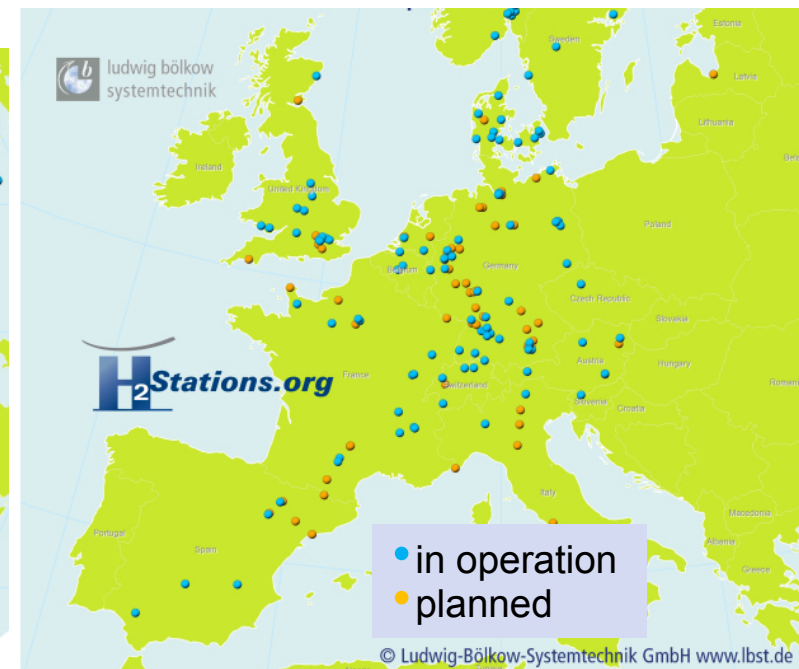 Estonia
Sweden
ludwig bölkow
systemtechnik
Latvia
Lithuania
Ireland
United Kingdom
Poland
Belgium
Germany
Czech Republic
Slovakia
H2Stations.org
France
Austria
Hungary
Switzerland
Slovenia
Croatia
Italy
Macedonia
Albania
Portugal
Spain
Greece
in operation
planned
© Ludwig-Bölkow-Systemtechnik GmbH www.lbst.de